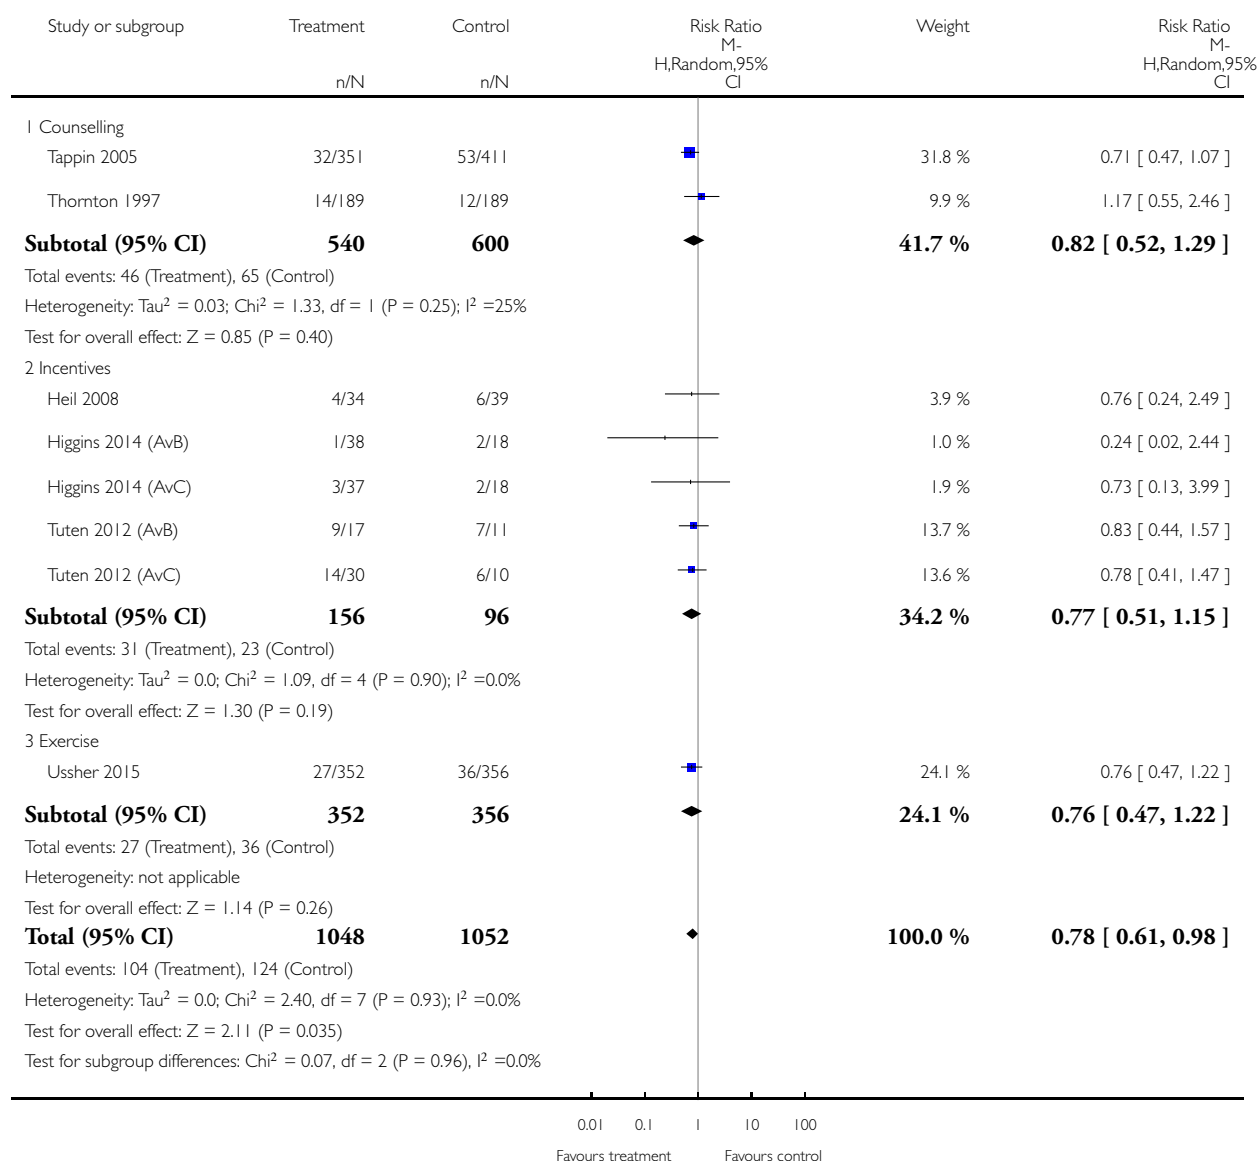 Study or subgroup Treatment Control Risk Ratio Weight Risk Ratio
M- M-
H,Random,95% H,Random,95%
n/N n/N CI CI
1 Counselling
Tappin 2005 32/351 53/411 31.8 % 0.71 [ 0.47, 1.07 ]
Thornton 1997 14/189 12/189 9.9 % 1.17 [ 0.55, 2.46 ]
Subtotal (95% CI) 540 600 41.7 % 0.82 [ 0.52, 1.29 ]
Total events: 46 (Treatment), 65 (Control)
Heterogeneity: Tau² = 0.03; Chi² = 1.33, df = 1 (P = 0.25); I² =25%
Test for overall effect: Z = 0.85 (P = 0.40)
2 Incentives
Heil 2008 4/34 6/39 3.9 % 0.76 [ 0.24, 2.49 ]
Higgins 2014 (AvB) 1/38 2/18 1.0 % 0.24 [ 0.02, 2.44 ]
Higgins 2014 (AvC) 3/37 2/18 1.9 % 0.73 [ 0.13, 3.99 ]
Tuten 2012 (AvB) 9/17 7/11 13.7 % 0.83 [ 0.44, 1.57 ]
Tuten 2012 (AvC) 14/30 6/10 13.6 % 0.78 [ 0.41, 1.47 ]
Subtotal (95% CI) 156 96 34.2 % 0.77 [ 0.51, 1.15 ]
Total events: 31 (Treatment), 23 (Control)
Heterogeneity: Tau² = 0.0; Chi² = 1.09, df = 4 (P = 0.90); I² =0.0%
Test for overall effect: Z = 1.30 (P = 0.19)
3 Exercise
Ussher 2015 27/352 36/356 24.1 % 0.76 [ 0.47, 1.22 ]
Subtotal (95% CI) 352 356 24.1 % 0.76 [ 0.47, 1.22 ]
Total events: 27 (Treatment), 36 (Control)
Heterogeneity: not applicable
Test for overall effect: Z = 1.14 (P = 0.26)
Total (95% CI) 1048 1052 100.0 % 0.78 [ 0.61, 0.98 ]
Total events: 104 (Treatment), 124 (Control)
Heterogeneity: Tau² = 0.0; Chi² = 2.40, df = 7 (P = 0.93); I² =0.0%
Test for overall effect: Z = 2.11 (P = 0.035)
Test for subgroup differences: Chi² = 0.07, df = 2 (P = 0.96), I² =0.0%
0.01 0.1 1 10 100
Favours treatment Favours control